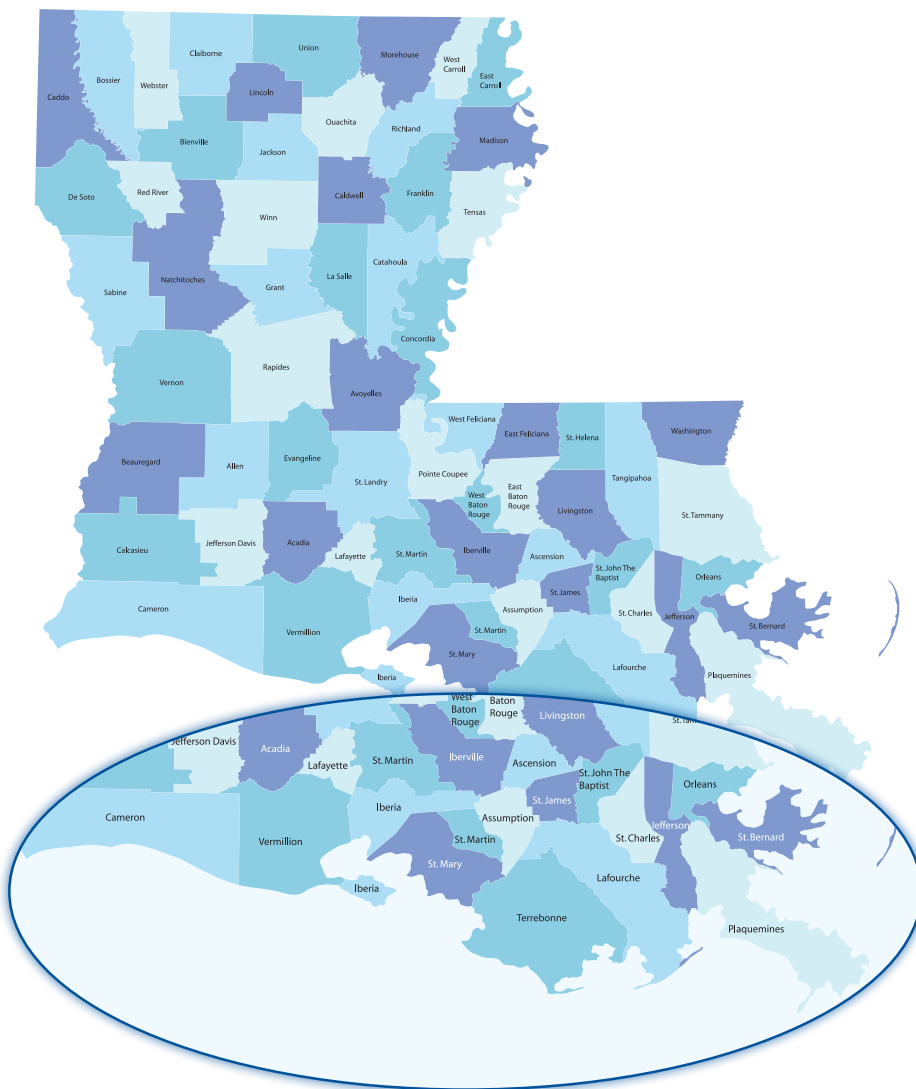 Claiborne
Union
Morehouse
West
Carroll
East
Carroll
Bossier
Webster
Caddo
Lincoln
Ouachita
Richland
Madison
Bienville
Jackson
De Soto
Red River
Caldwell
Franklin
Winn
Tensas
Natchitoches
Sabine
Grant
La Salle
Catahoula
Concordia
Rapides
Vernon
Avoyelles
West Feliciana
East Feliciana
St. Helena
Washington
Beauregard
Allen
Evangeline
St. Landry
Pointe Coupee
West
Baton
Rouge
East
Baton
Rouge
Livingston
Tangipahoa
St. Tammany
Calcasieu
Jefferson Davis
Acadia
Lafayette
St. Martin
Iberville
Ascension
St. John The
Baptist
Orleans
Cameron
Vermillion
Iberia
St. Mary
St. Martin
Assumption
St. James
St. Charles
Jefferson
St. Bernard
Lafourche
Plaquemines
Iberia
West
Baton
Rouge
Baton
Rouge
Livingston
St. Tam
Jefferson Davis
Acadia
Lafayette
St. Martin
Iberville
Ascension
St. John The
Baptist
Orleans
Cameron
Vermillion
Iberia
St. Mary
St. Martin
Assumption
St. James
St. Charles
Jefferson
St. Bernard
Iberia
Lafourche
Terrebonne
Plaquemines